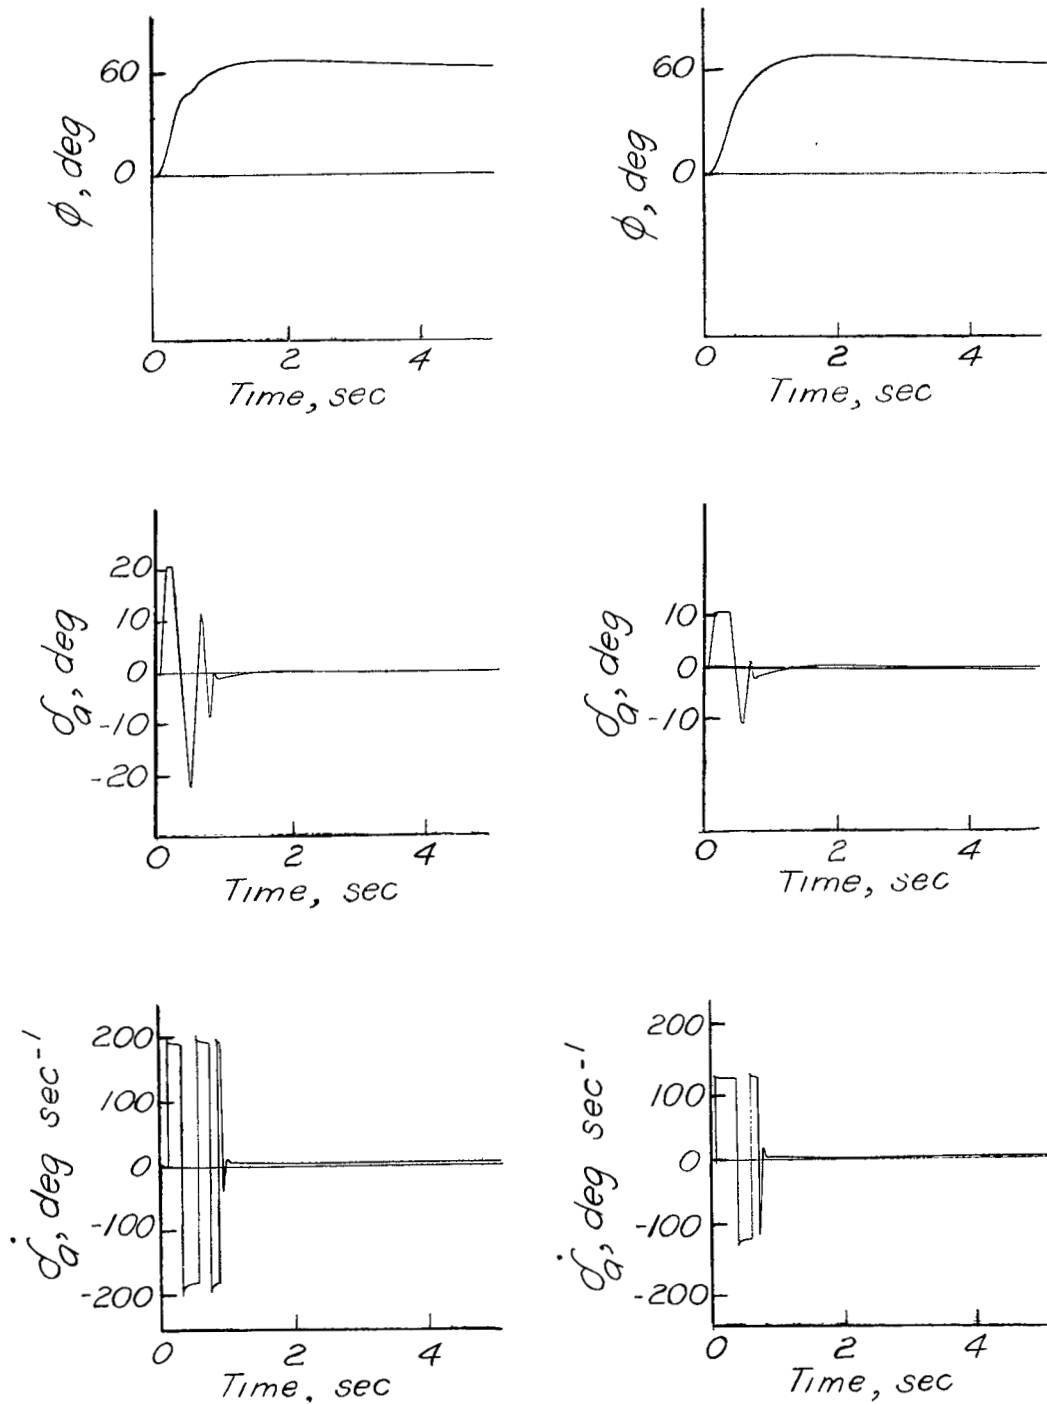 60
0
ϕ, deg
0 2 4
Time, sec
60
0
ϕ, deg
0 2 4
Time, sec
20
10
0
-10
-20
δa, deg
0 2 4
Time, sec
10
0
-10
δa, deg
0 2 4
Time, sec
200
100
0
-100
-200
δ̇a, deg sec⁻¹
0 2 4
Time, sec
200
100
0
-100
-200
δ̇a, deg sec⁻¹
0 2 4
Time, sec